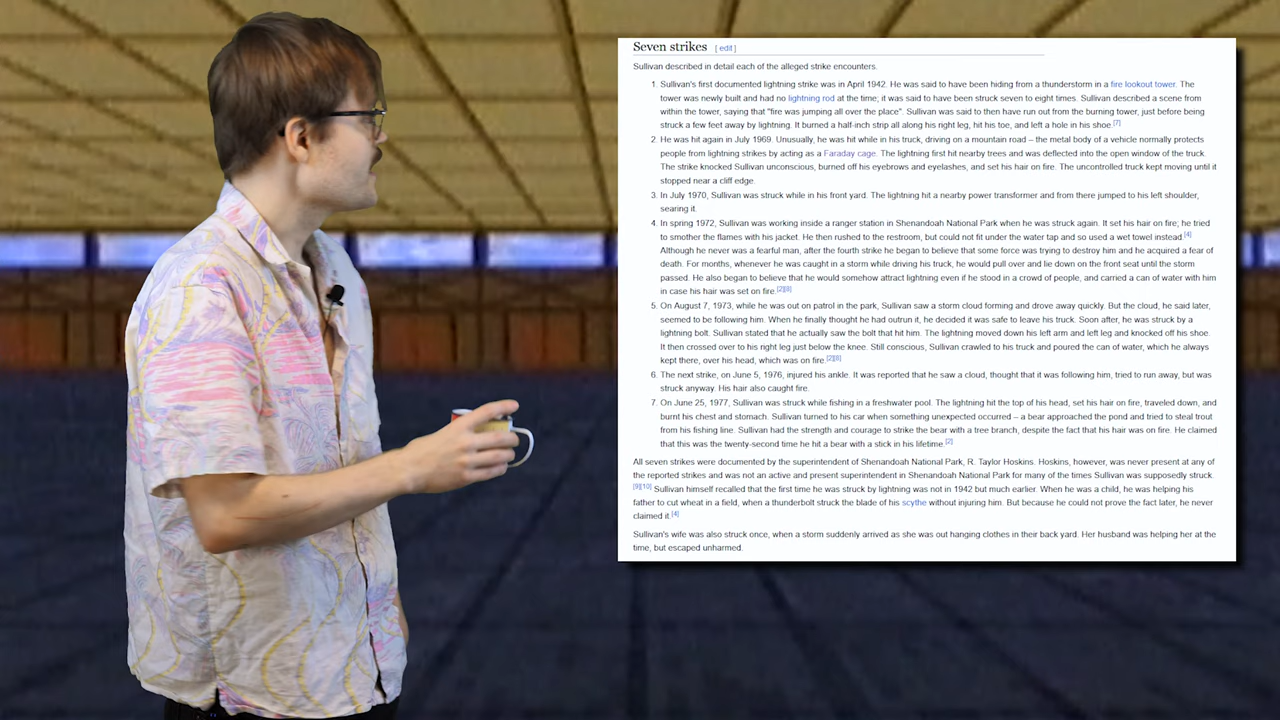 Seven strikes [ edit ]
Sullivan described in detail each of the alleged strike encounters.
1. Sullivan's first documented lightning strike was in April 1942. He was said to have been hiding from a thunderstorm in a fire lookout tower. The
tower was newly built and had no lightning rod at the time; it was said to have been struck seven to eight times. Sullivan described a scene from
within the tower, saying that "fire was jumping all over the place". Sullivan was said to then have run out from the burning tower, just before being
struck a few feet away by lightning. It burned a half-inch strip all along his right leg, hit his toe, and left a hole in his shoe.[7]
2. He was hit again in July 1969. Unusually, he was hit while in his truck, driving on a mountain road – the metal body of a vehicle normally protects
people from lightning strikes by acting as a Faraday cage. The lightning first hit nearby trees and was deflected into the open window of the truck.
The strike knocked Sullivan unconscious, burned off his eyebrows and eyelashes, and set his hair on fire. The uncontrolled truck kept moving until it
stopped near a cliff edge.
3. In July 1970, Sullivan was struck while in his front yard. The lightning hit a nearby power transformer and from there jumped to his left shoulder,
searing it.
4. In spring 1972, Sullivan was working inside a ranger station in Shenandoah National Park when he was struck again. It set his hair on fire; he tried
to smother the flames with his jacket. He then rushed to the restroom, but could not fit under the water tap and so used a wet towel instead.[4]
Although he never was a fearful man, after the fourth strike he began to believe that some force was trying to destroy him and he acquired a fear of
death. For months, whenever he was caught in a storm while driving his truck, he would pull over and lie down on the front seat until the storm
passed. He also began to believe that he would somehow attract lightning even if he stood in a crowd of people, and carried a can of water with him
in case his hair was set on fire.[2][8]
5. On August 7, 1973, while he was out on patrol in the park, Sullivan saw a storm cloud forming and drove away quickly. But the cloud, he said later,
seemed to be following him. When he finally thought he had outrun it, he decided it was safe to leave his truck. Soon after, he was struck by a
lightning bolt. Sullivan stated that he actually saw the bolt that hit him. The lightning moved down his left arm and left leg and knocked off his shoe.
It then crossed over to his right leg just below the knee. Still conscious, Sullivan crawled to his truck and poured the can of water, which he always
kept there, over his head, which was on fire.[2][8]
6. The next strike, on June 5, 1976, injured his ankle. It was reported that he saw a cloud, thought that it was following him, tried to run away, but was
struck anyway. His hair also caught fire.
7. On June 25, 1977, Sullivan was struck while fishing in a freshwater pool. The lightning hit the top of his head, set his hair on fire, traveled down, and
burnt his chest and stomach. Sullivan turned to his car when something unexpected occurred – a bear approached the pond and tried to steal trout
from his fishing line. Sullivan had the strength and courage to strike the bear with a tree branch, despite the fact that his hair was on fire. He claimed
that this was the twenty-second time he hit a bear with a stick in his lifetime.[2]
All seven strikes were documented by the superintendent of Shenandoah National Park, R. Taylor Hoskins. Hoskins, however, was never present at any of
the reported strikes and was not an active and present superintendent in Shenandoah National Park for many of the times Sullivan was supposedly struck.
[9][10] Sullivan himself recalled that the first time he was struck by lightning was not in 1942 but much earlier. When he was a child, he was helping his
father to cut wheat in a field, when a thunderbolt struck the blade of his scythe without injuring him. But because he could not prove the fact later, he never
claimed it.[4]
Sullivan's wife was also struck once, when a storm suddenly arrived as she was out hanging clothes in their back yard. Her husband was helping her at the
time, but escaped unharmed.